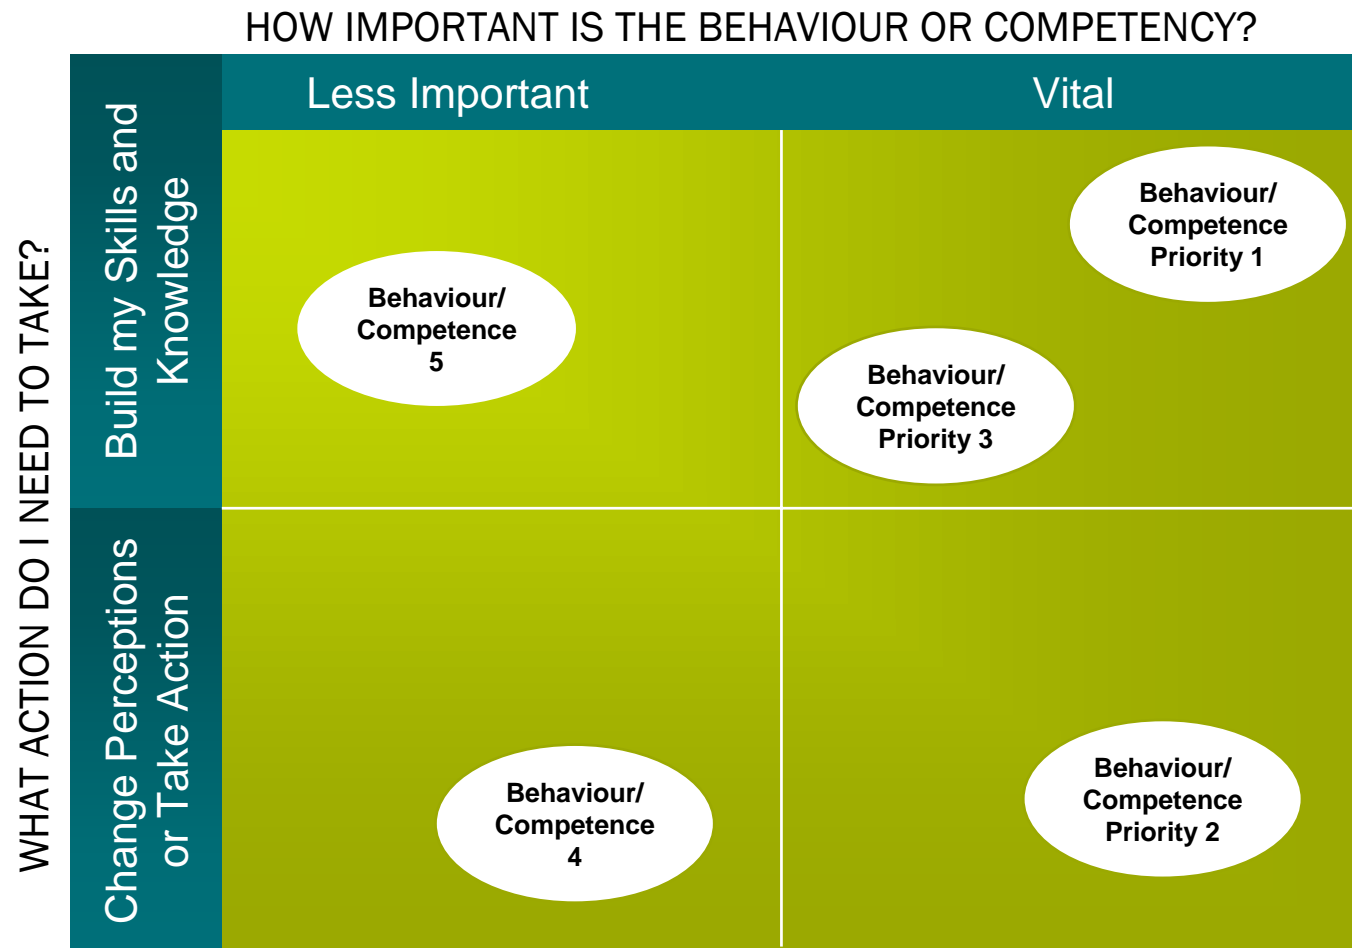 HOW IMPORTANT IS THE BEHAVIOUR OR COMPETENCY?
Less Important
Vital
WHAT ACTION DO I NEED TO TAKE?
Build my Skills and
Knowledge
Behaviour/
Competence
5
Behaviour/
Competence
Priority 1
Behaviour/
Competence
Priority 3
Change Perceptions
or Take Action
Behaviour/
Competence
4
Behaviour/
Competence
Priority 2